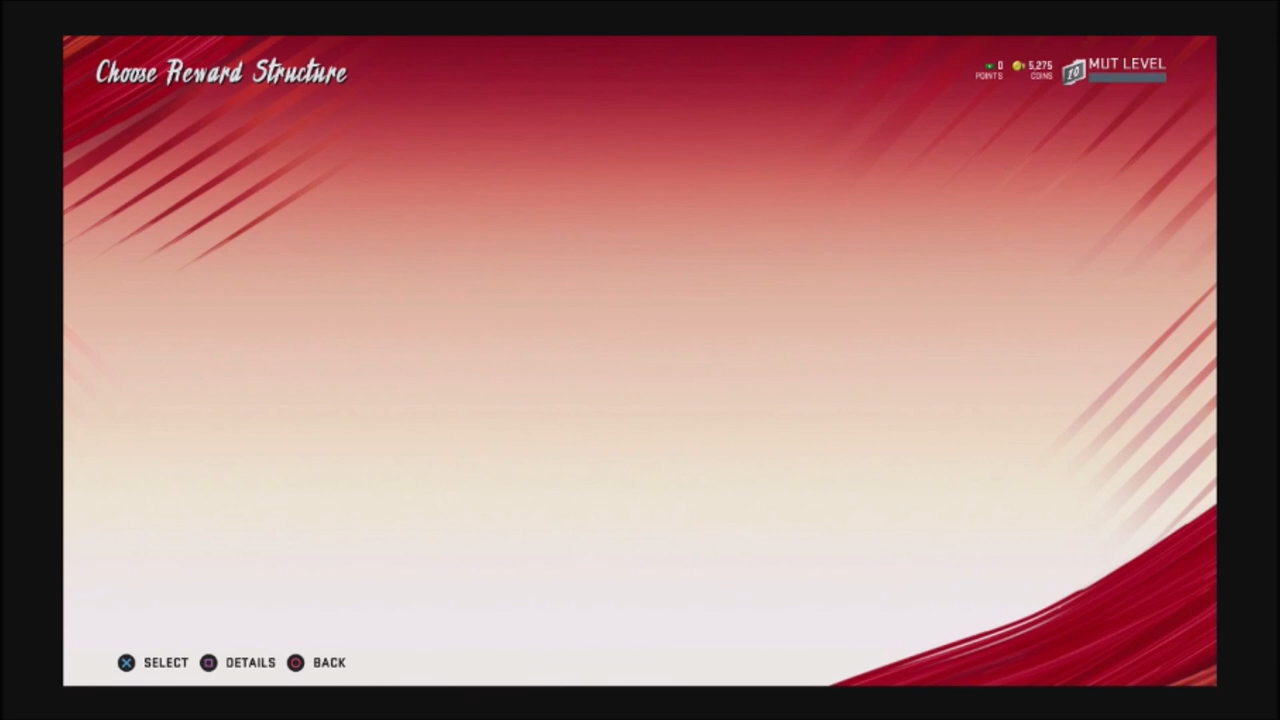 Choose Reward Structure
0
POINTS
5,275
COINS
10
MUT LEVEL
SELECT
DETAILS
BACK